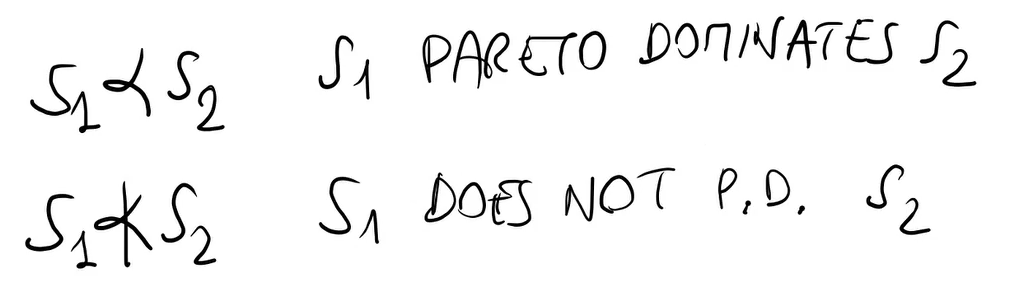 S₁ ≺ S₂ S₁ PARETO DOMINATES S₂
S₁ ⊀ S₂ S₁ DOES NOT P.D. S₂